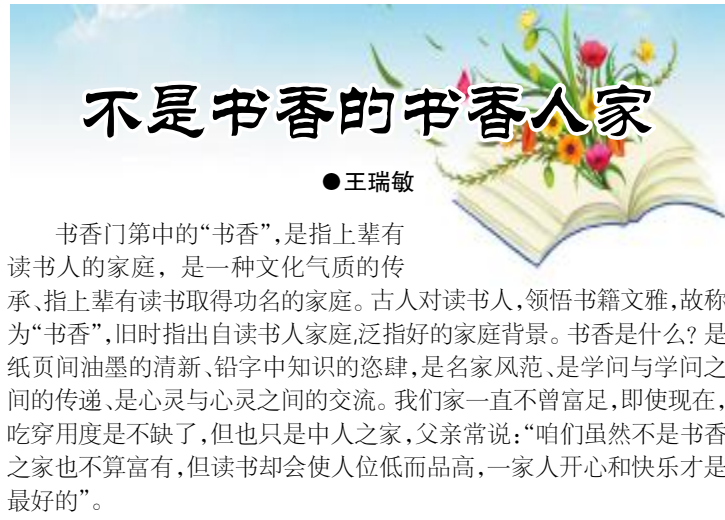 不是书香的书香人家
●王瑞敏
书香门第中的“书香”,是指上辈有
读书人的家庭, 是一种文化气质的传
承、指上辈有读书取得功名的家庭。古人对读书人,领悟书籍文雅,故称
为“书香”,旧时指出自读书人家庭,泛指好的家庭背景。书香是什么? 是
纸页间油墨的清新、铅字中知识的恣肆,是名家风范、是学问与学问之
间的传递、是心灵与心灵之间的交流。我们家一直不曾富足,即使现在,
吃穿用度是不缺了,但也只是中人之家,父亲常说:“咱们虽然不是书香
之家也不算富有,但读书却会使人位低而品高,一家人开心和快乐才是
最好的”。